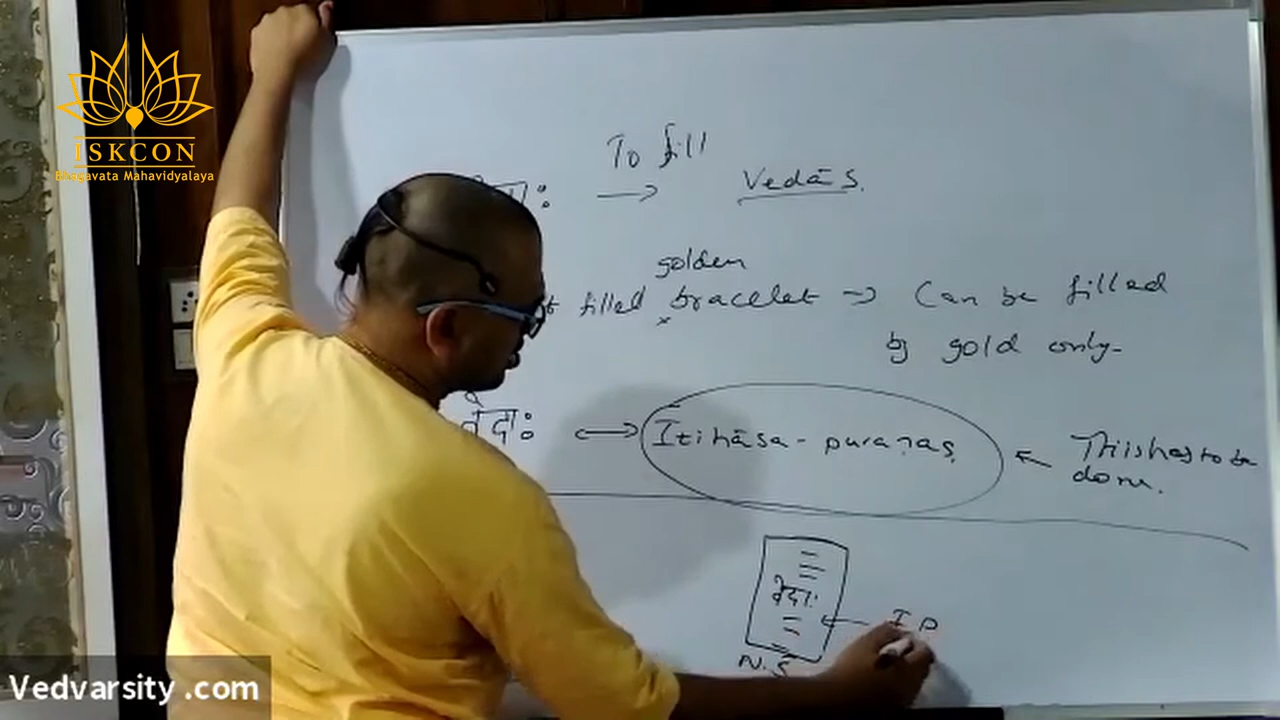 ISKCON
Bhagavata Mahavidyalaya
To fill
→ Vedās.
golden
filled bracelet → Can be filled
by gold only-
वेदाः ↔ Itihāsa - purāṇas. ← This has to be
done.
वेदाः
← I P
N.S
Vedvarsity .com